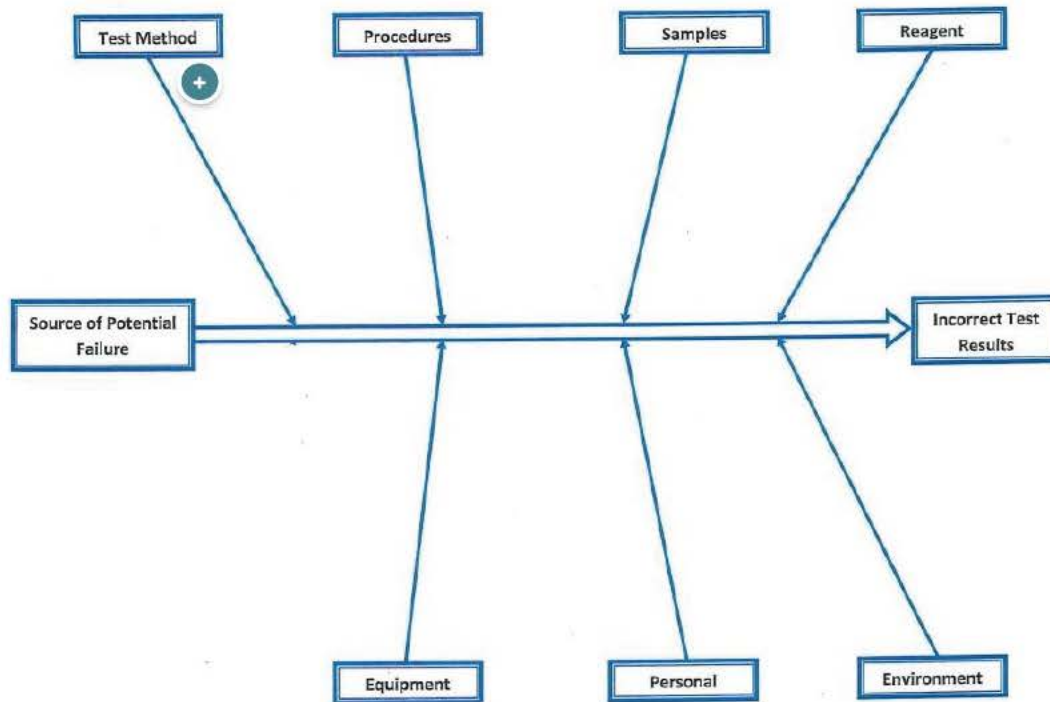 Test Method
Procedures
Samples
Reagent
Source of Potential
Failure
Incorrect Test
Results
Equipment
Personal
Environment